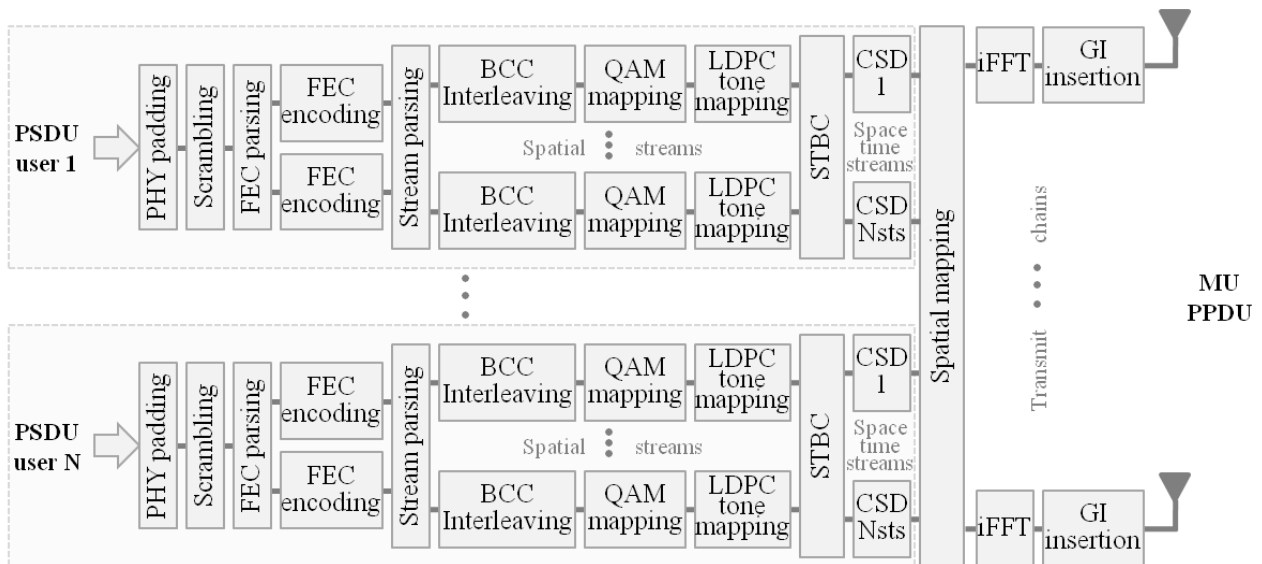 PSDU
user 1
PHY padding
Scrambling
FEC parsing
FEC
encoding
FEC
encoding
Stream parsing
BCC
Interleaving
QAM
mapping
LDPC
tone
mapping
Spatial streams
BCC
Interleaving
QAM
mapping
LDPC
tone
mapping
STBC
CSD
1
Space
time
streams
CSD
Nsts
Spatial mapping
iFFT
GI
insertion
Transmit chains
MU
PPDU
PSDU
user N
PHY padding
Scrambling
FEC parsing
FEC
encoding
FEC
encoding
Stream parsing
BCC
Interleaving
QAM
mapping
LDPC
tone
mapping
Spatial streams
BCC
Interleaving
QAM
mapping
LDPC
tone
mapping
STBC
CSD
1
Space
time
streams
CSD
Nsts
iFFT
GI
insertion